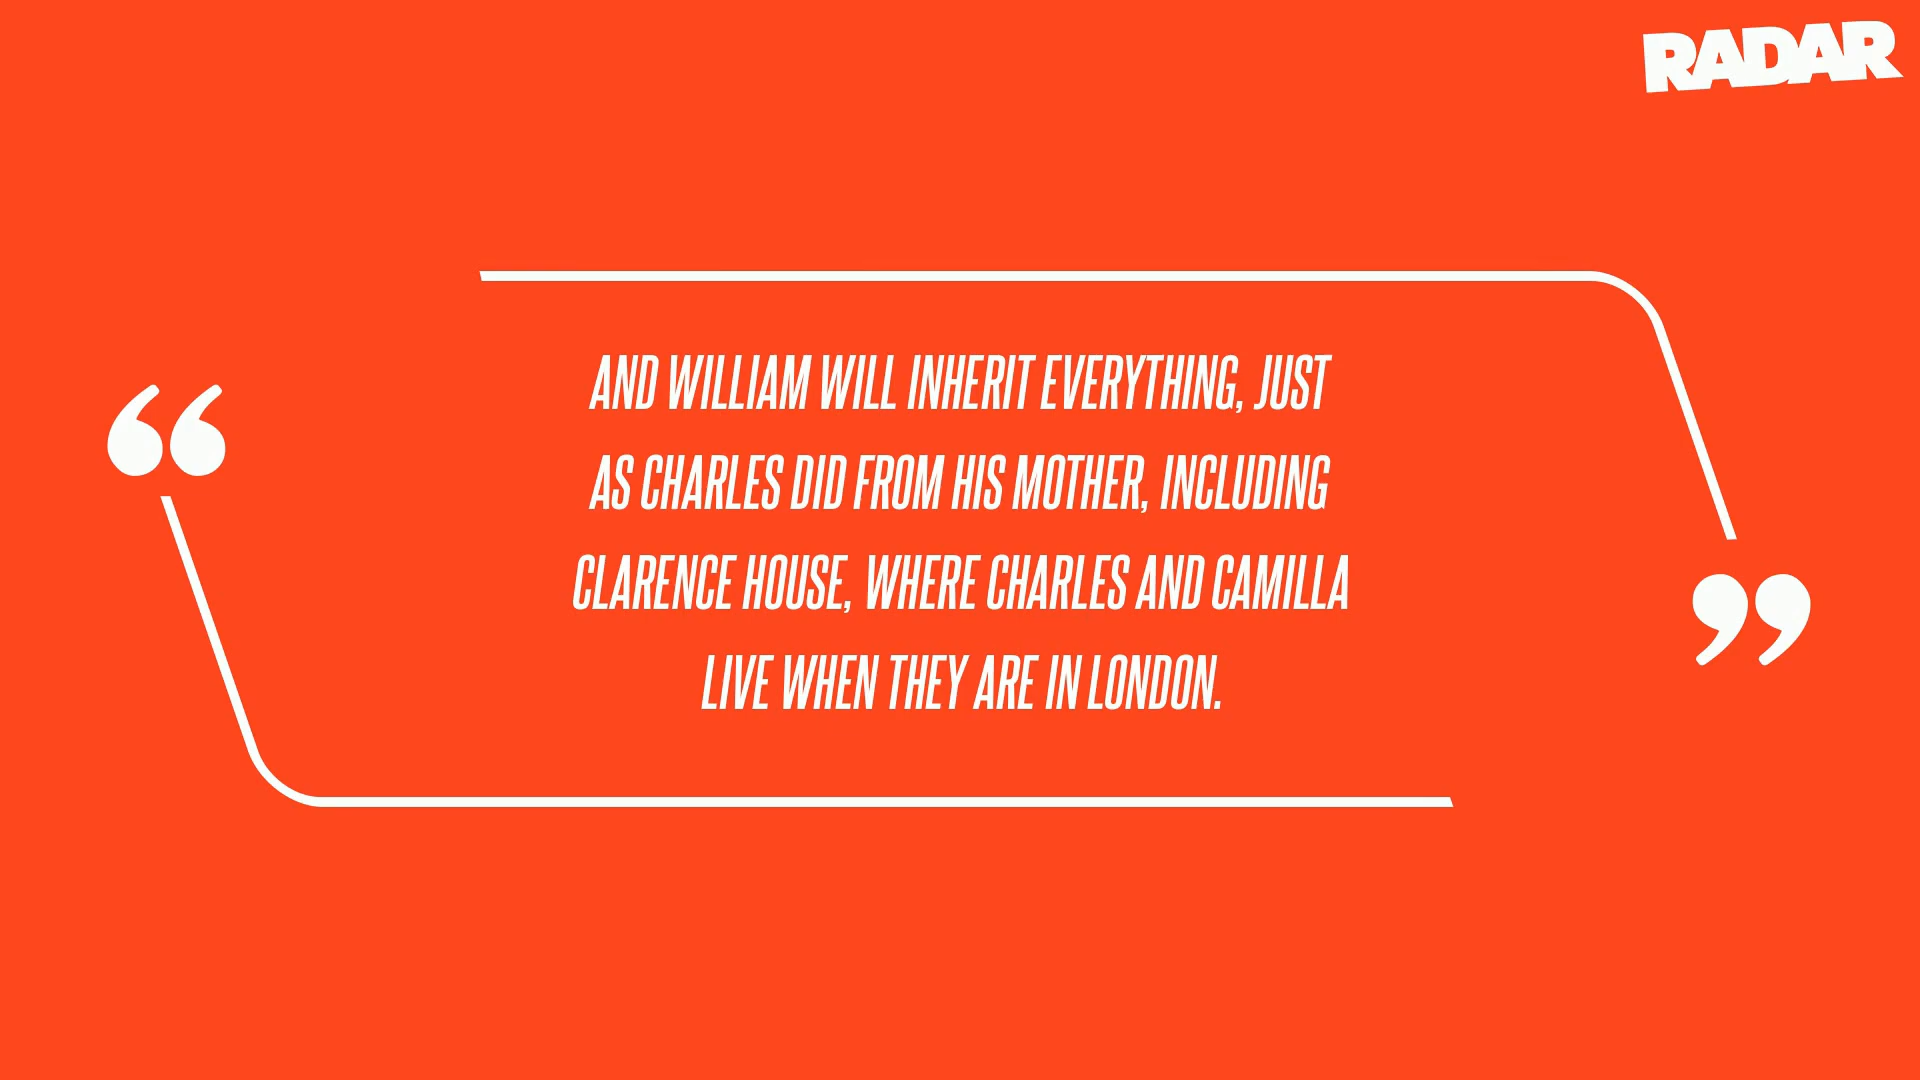 RADAR
“
AND WILLIAM WILL INHERIT EVERYTHING, JUST
AS CHARLES DID FROM HIS MOTHER, INCLUDING
CLARENCE HOUSE, WHERE CHARLES AND CAMILLA
LIVE WHEN THEY ARE IN LONDON.
”